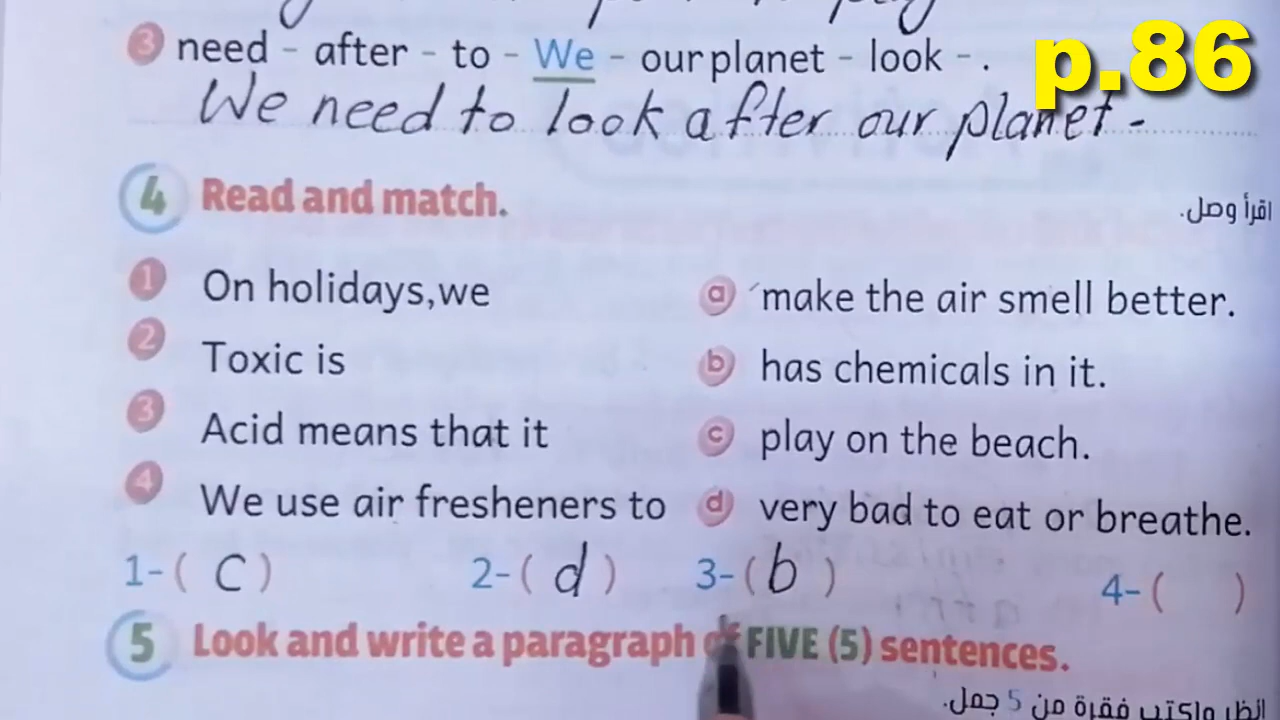 p.86
3 need - after - to - We - our planet - look - .
We need to look after our planet.
4 Read and match.
اقرأ وصل.
1 On holidays,we
a make the air smell better.
2 Toxic is
b has chemicals in it.
3 Acid means that it
c play on the beach.
4 We use air fresheners to
d very bad to eat or breathe.
1-( c ) 2-( d ) 3-( b ) 4-( )
5 Look and write a paragraph of FIVE (5) sentences.
انظر واكتب فقرة من 5 جمل.